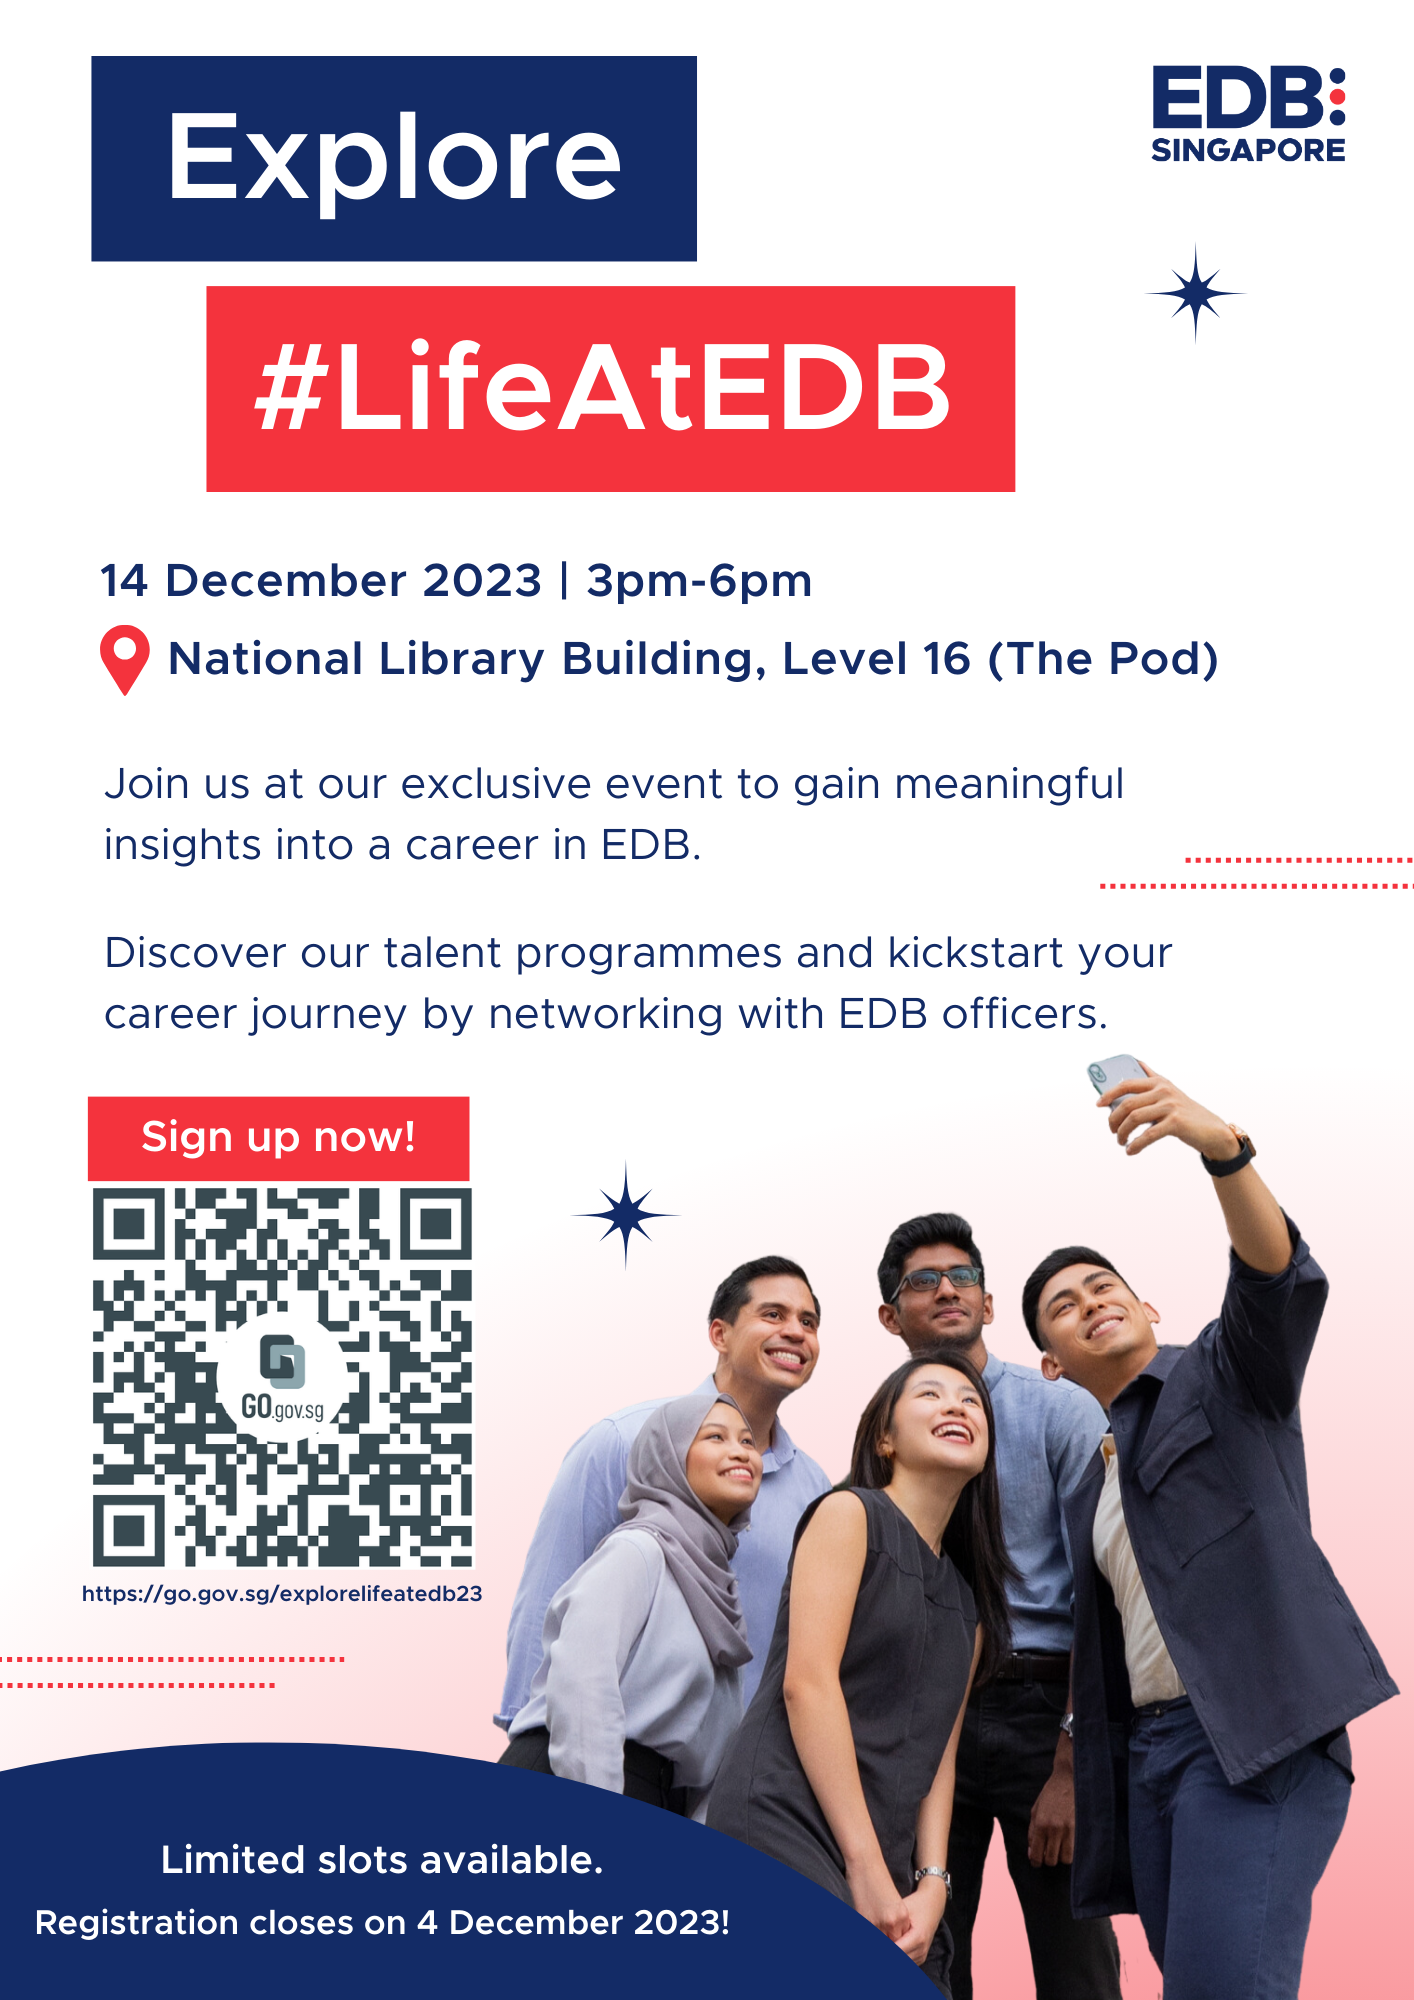 Explore
EDB
SINGAPORE
#LifeAtEDB
14 December 2023 | 3pm-6pm
National Library Building, Level 16 (The Pod)
Join us at our exclusive event to gain meaningful
insights into a career in EDB.
Discover our talent programmes and kickstart your
career journey by networking with EDB officers.
Sign up now!
GO.gov.sg
https://go.gov.sg/explorelifeatedb23
Limited slots available.
Registration closes on 4 December 2023!